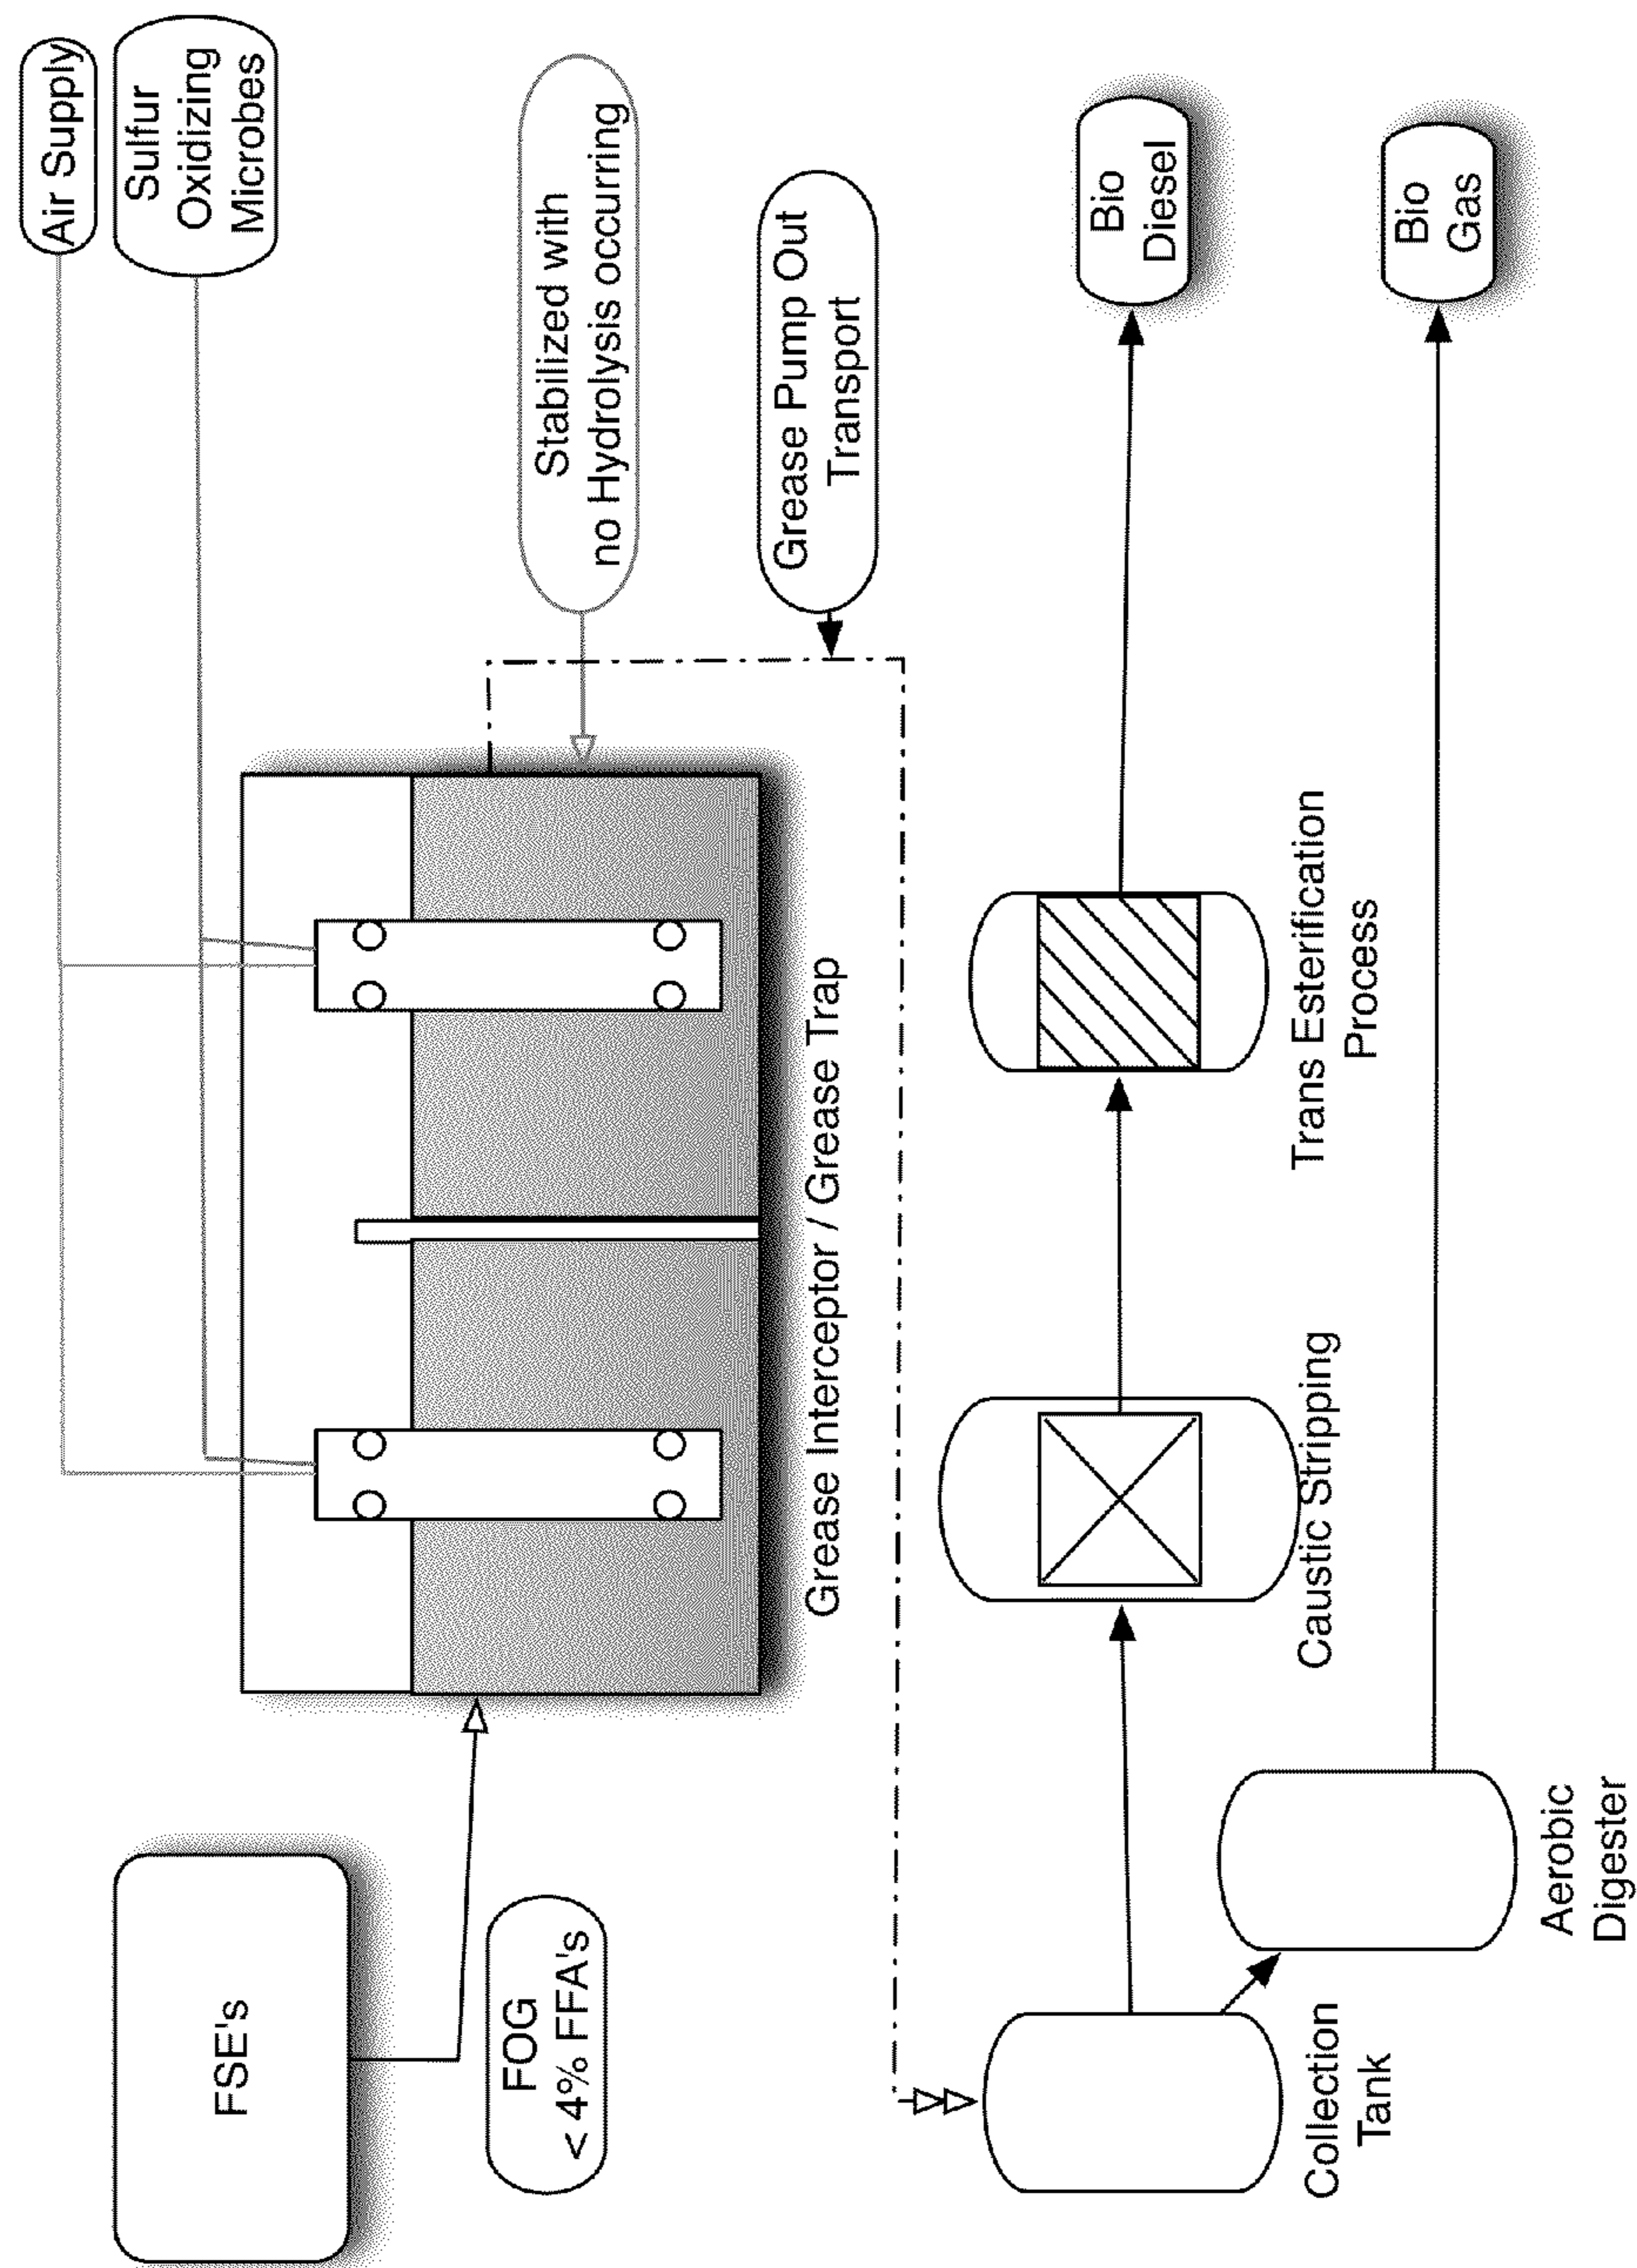 Air Supply
Sulfur
Oxidizing
Microbes
FSE's
FOG
< 4% FFA's
Stabilized with
no Hydrolysis occurring
Grease Pump Out
Transport
Grease Interceptor / Grease Trap
Collection
Tank
Caustic Stripping
Trans Esterification
Process
Bio
Diesel
Aerobic
Digester
Bio
Gas